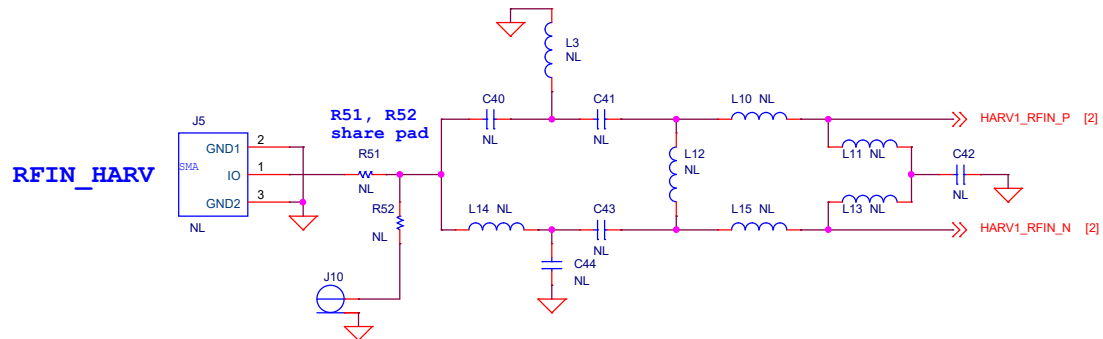 L3
NL
C40
NL
C41
NL
L10 NL
HARV1_RFIN_P [2]
R51, R52
share pad
J5
GND1
2
SMA
IO
1
GND2
3
NL
RFIN_HARV
R51
NL
L12
NL
L11 NL
C42
NL
R52
NL
L14 NL
C43
NL
L15 NL
L13 NL
HARV1_RFIN_N [2]
C44
NL
J10